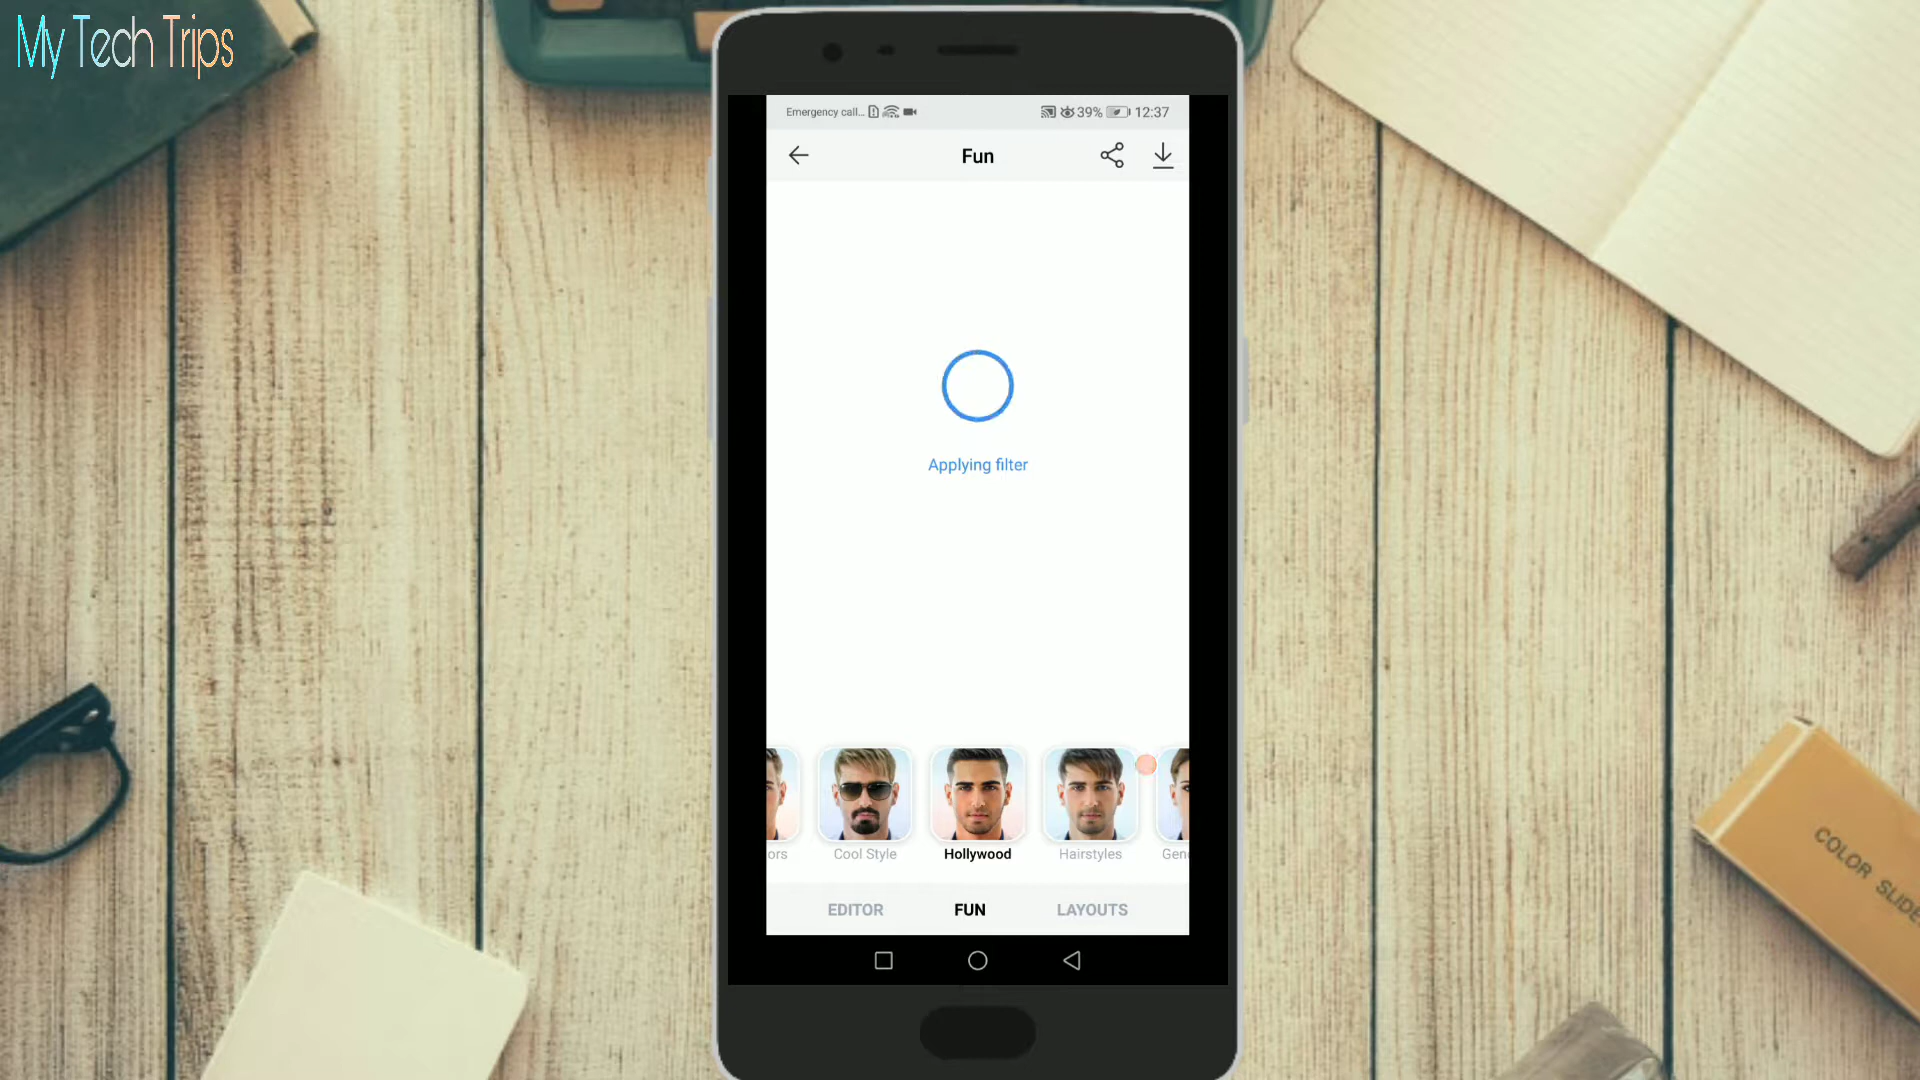 My Tech Trips
Emergency call... 39% 12:37
Fun
Applying filter
ors Cool Style Hollywood Hairstyles Gen
EDITOR FUN LAYOUTS
COLOR SLIDE